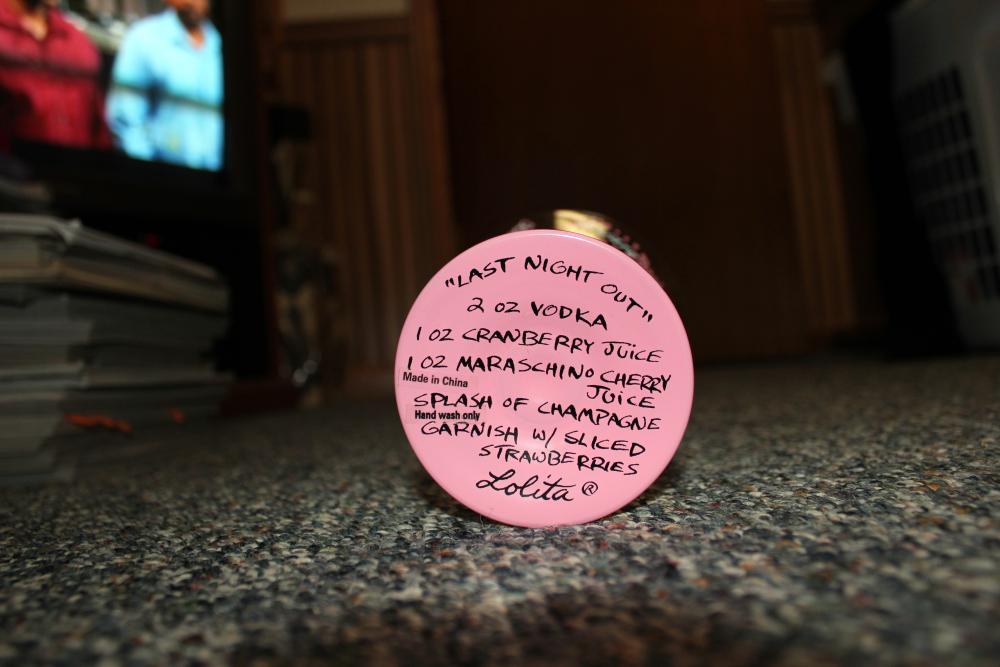 "LAST NIGHT OUT"
2 OZ VODKA
1 OZ CRANBERRY JUICE
1 OZ MARASCHINO CHERRY
JUICE
Made in China
SPLASH OF CHAMPAGNE
Hand wash only
GARNISH W/ SLICED
STRAWBERRIES
Lolita ®